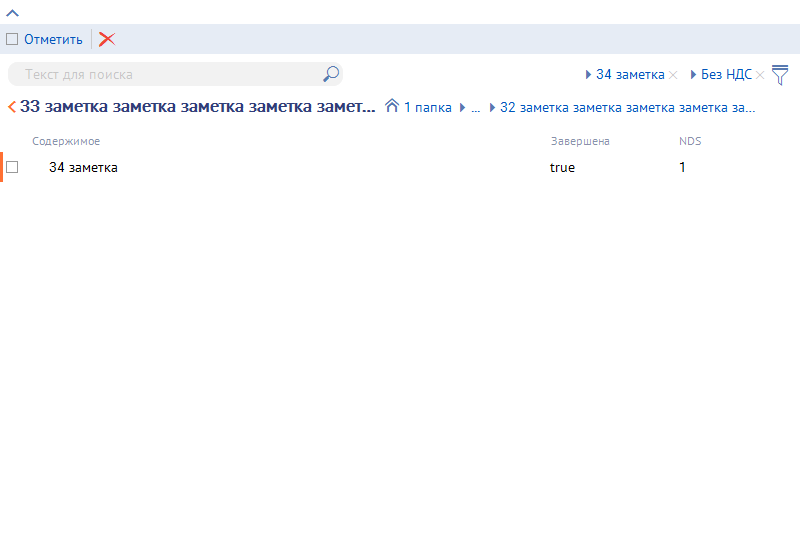 Отметить
Текст для поиска
34 заметка
Без НДС
33 заметка заметка заметка заметка замет... 1 папка ... 32 заметка заметка заметка заметка за...
Содержимое Завершена NDS
34 заметка true 1